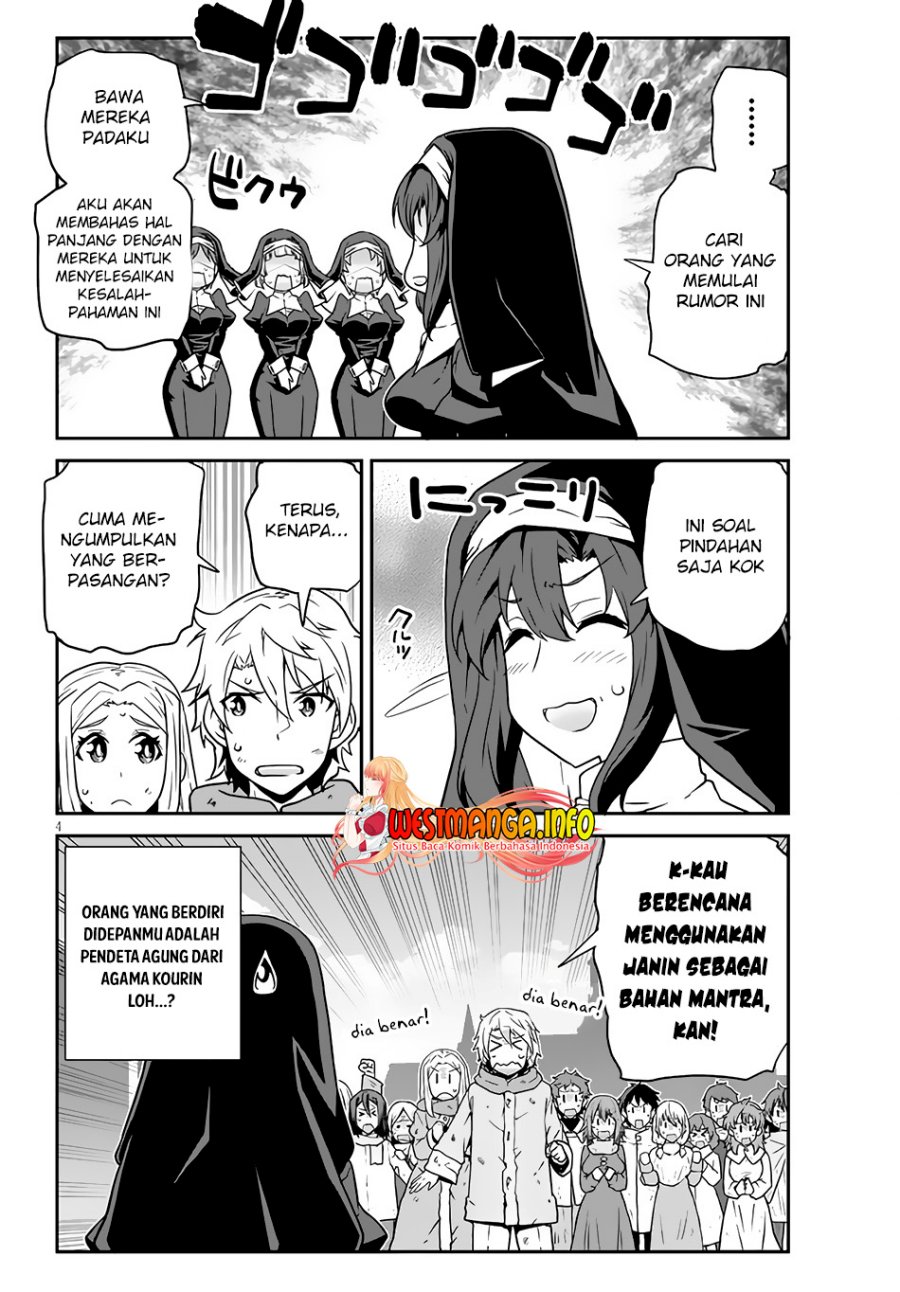 ゴゴゴゴゴ
......
CARI
ORANG YANG
MEMULAI
RUMOR INI
BAWA
MEREKA
PADAKU
AKU AKAN
MEMBAHAS HAL
PANJANG DENGAN
MEREKA UNTUK
MENYELESAIKAN
KESALAH-
PAHAMAN INI
ビクゥ
INI SOAL
PINDAHAN
SAJA KOK
にっこり
クルッ
TERUS,
KENAPA...
CUMA ME-
NGUMPULKAN
YANG BER-
PASANGAN?
4
WESTMANGA.INFO
Situs Baca Komik Berbahasa Indonesia
K-KAU
BERENCANA
MENGGUNAKAN
JANIN SEBAGAI
BAHAN MANTRA,
KAN!
dia benar!
dia benar!
ORANG YANG BERDIRI
DIDEPANMU ADALAH
PENDETA AGUNG DARI
AGAMA KOURIN
LOH...?